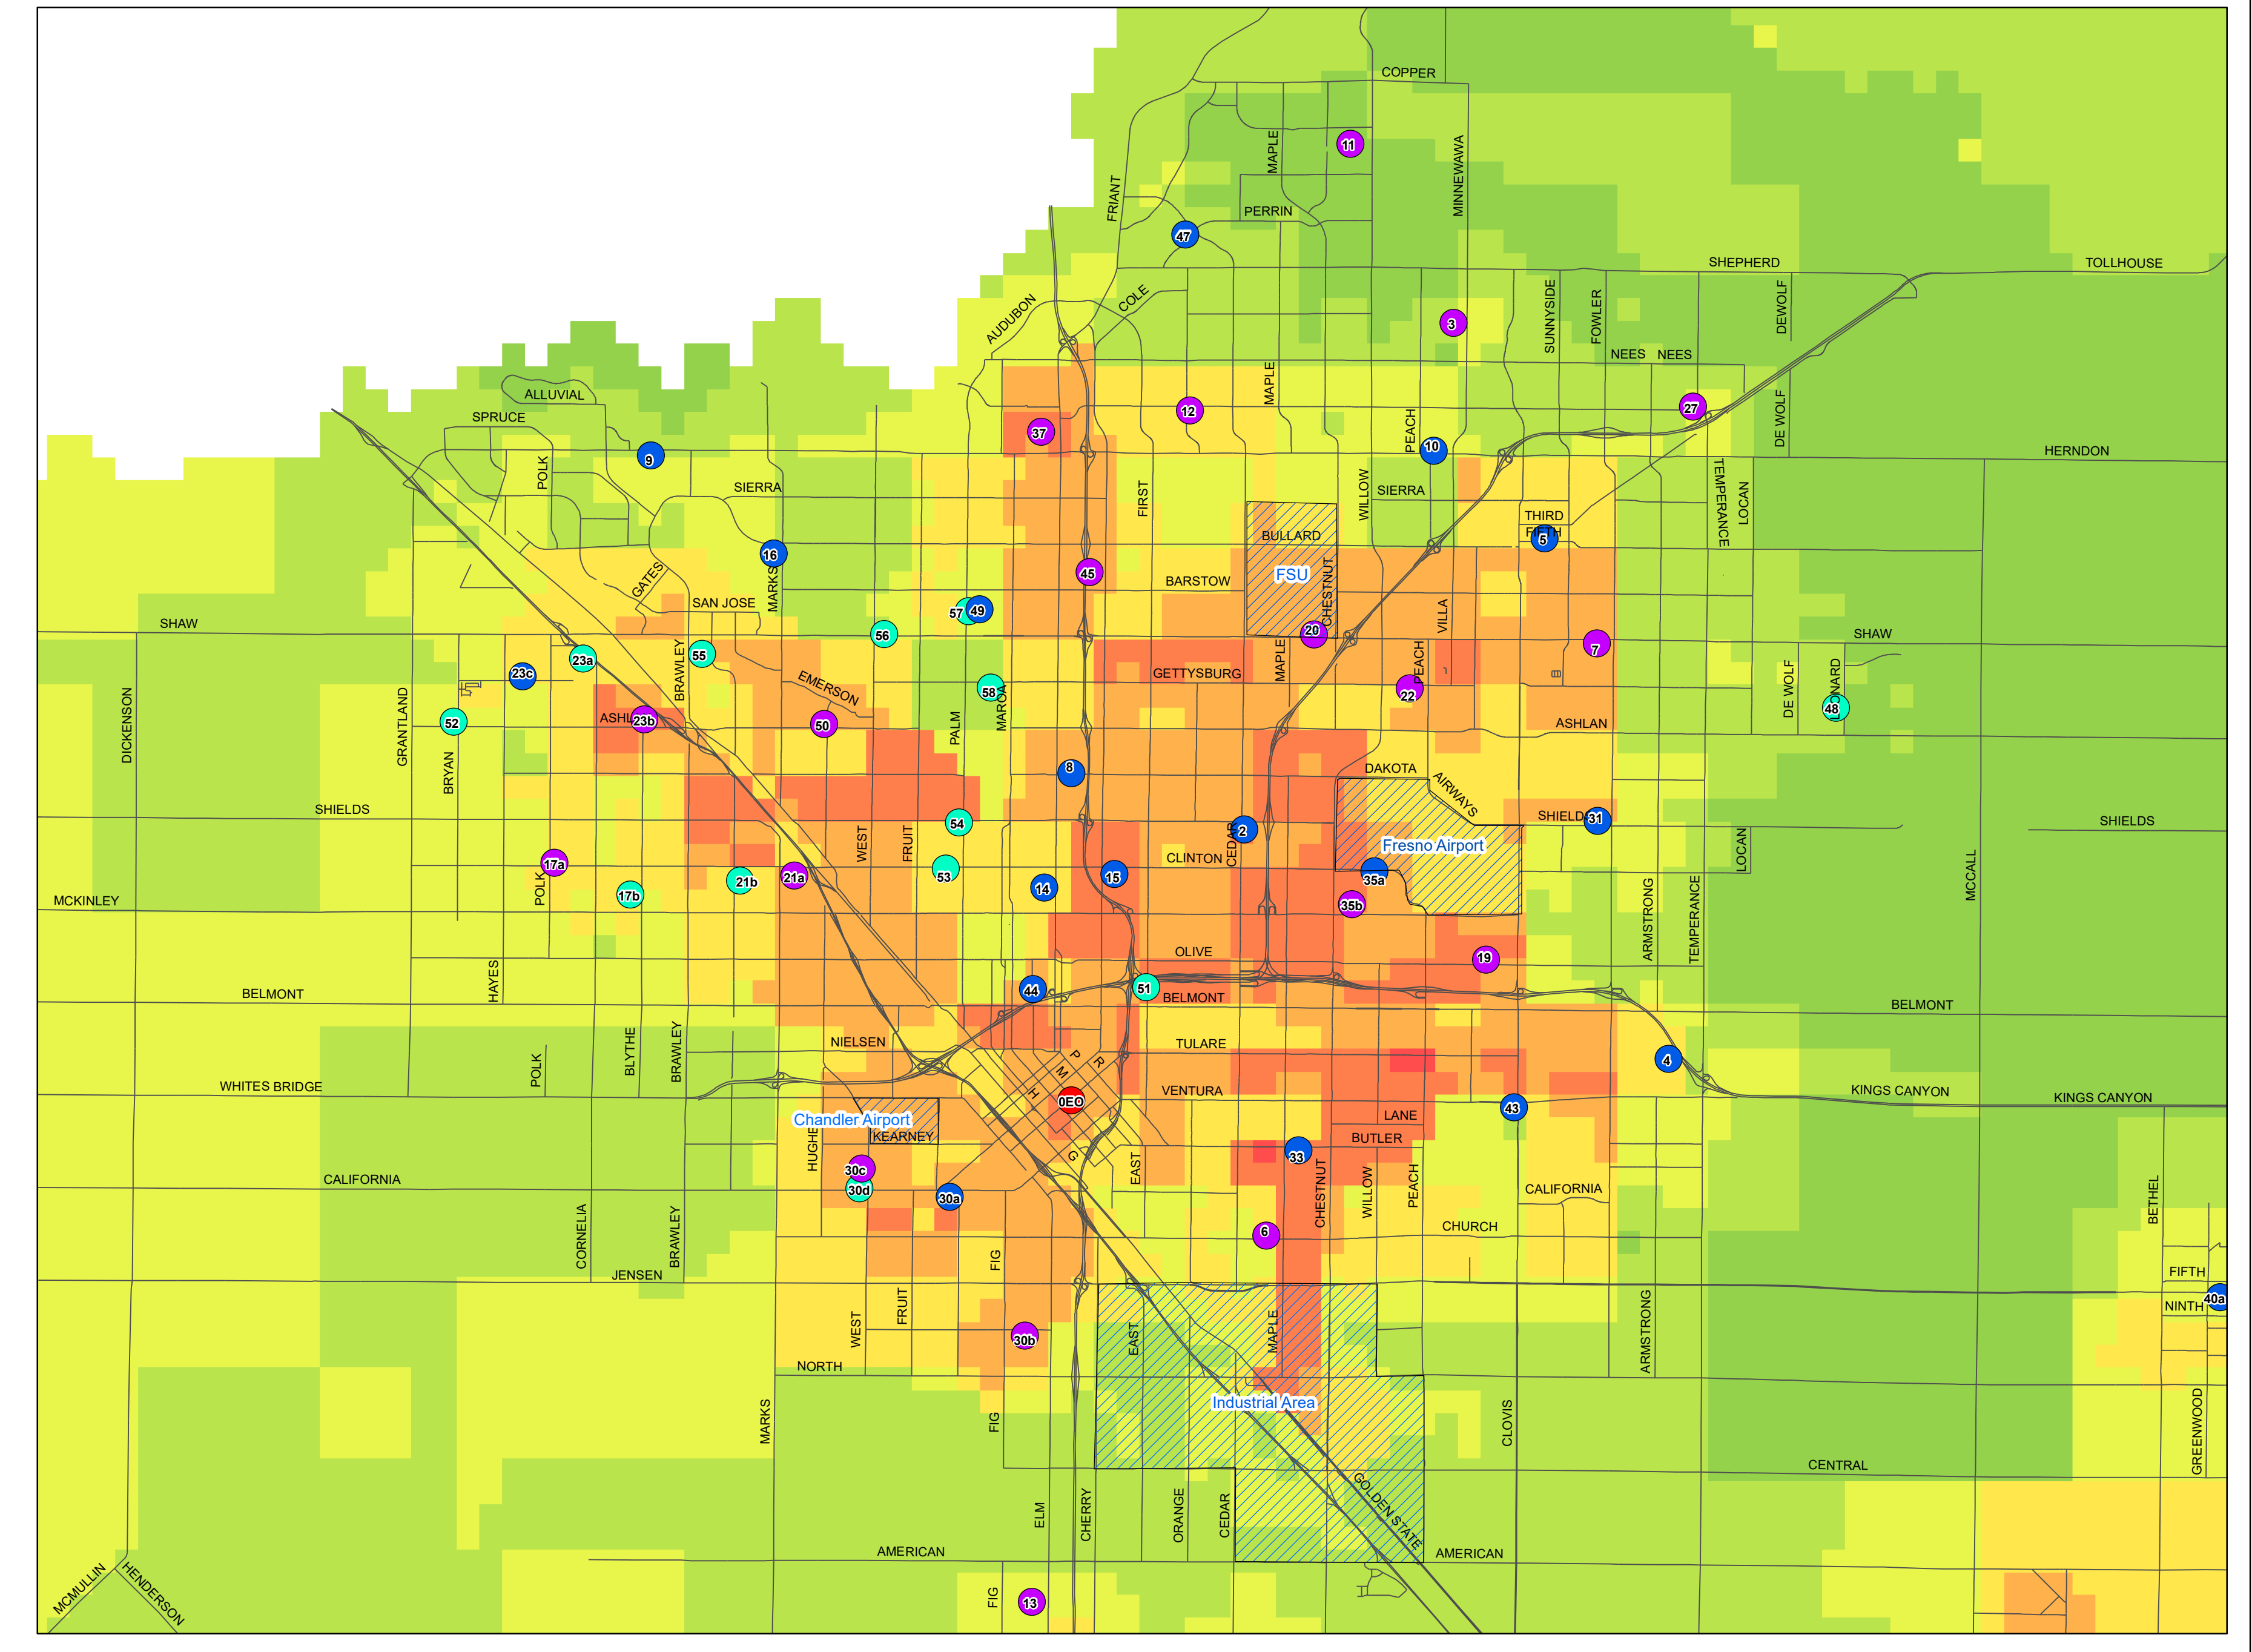 COPPER
MAPLE
11
MINNEWAWA
FRIANT
PERRIN
47
SHEPHERD
TOLLHOUSE
AUDUBON
COLE
3
SUNNYSIDE
FOWLER
DEWOLF
NEES
NEES
ALLUVIAL
SPRUCE
12
MAPLE
27
37
PEACH
10
DE WOLF
HERNDON
9
POLK
SIERRA
FIRST
WILLOW
SIERRA
TEMPERANCE
LOCAN
THIRD
FIFTH
5
BULLARD
16
MARKS
GATES
45
BARSTOW
FSU
CHESTNUT
SAN JOSE
57
49
VILLA
SHAW
56
20
SHAW
7
23a
55
BRAWLEY
MAPLE
PEACH
GETTYSBURG
23c
EMERSON
58
MAROA
22
DE WOLF
LEONARD
48
DICKENSON
GRANTLAND
52
ASHL
23b
50
PALM
ASHLAN
BRYAN
8
DAKOTA
AIRWAYS
SHIELDS
54
SHIELD
31
SHIELDS
WEST
FRUIT
CEDAR
2
Fresno Airport
LOCAN
17a
CLINTON
MCCALL
POLK
17b
21b
21a
53
14
15
35a
MCKINLEY
35b
ARMSTRONG
TEMPERANCE
OLIVE
19
HAYES
BELMONT
44
51
BELMONT
BELMONT
NIELSEN
TULARE
POLK
BLYTHE
BRAWLEY
P
R
M
H
4
WHITES BRIDGE
VENTURA
KINGS CANYON
KINGS CANYON
0EO
43
Chandler Airport
LANE
KEARNEY
BUTLER
HUGHE
G
33
EAST
30c
30d
30a
CALIFORNIA
CHESTNUT
WILLOW
PEACH
CALIFORNIA
BETHEL
CORNELIA
BRAWLEY
6
CHURCH
FIG
JENSEN
FIFTH
40a
NINTH
WEST
FRUIT
30b
EAST
MAPLE
ARMSTRONG
NORTH
Industrial Area
MARKS
FIG
CLOVIS
GREENWOOD
CENTRAL
ELM
CHERRY
ORANGE
CEDAR
GOLDEN STATE
AMERICAN
AMERICAN
MCMULLIN
HENDERSON
FIG
13